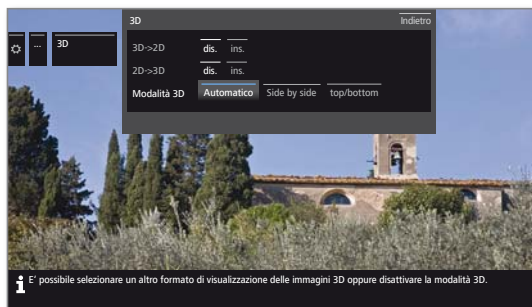 3D Indietro
... 3D
3D->2D dis. ins.
2D->3D dis. ins.
Modalità 3D Automatico Side by side top/bottom
E' possibile selezionare un altro formato di visualizzazione delle immagini 3D oppure disattivare la modalità 3D.